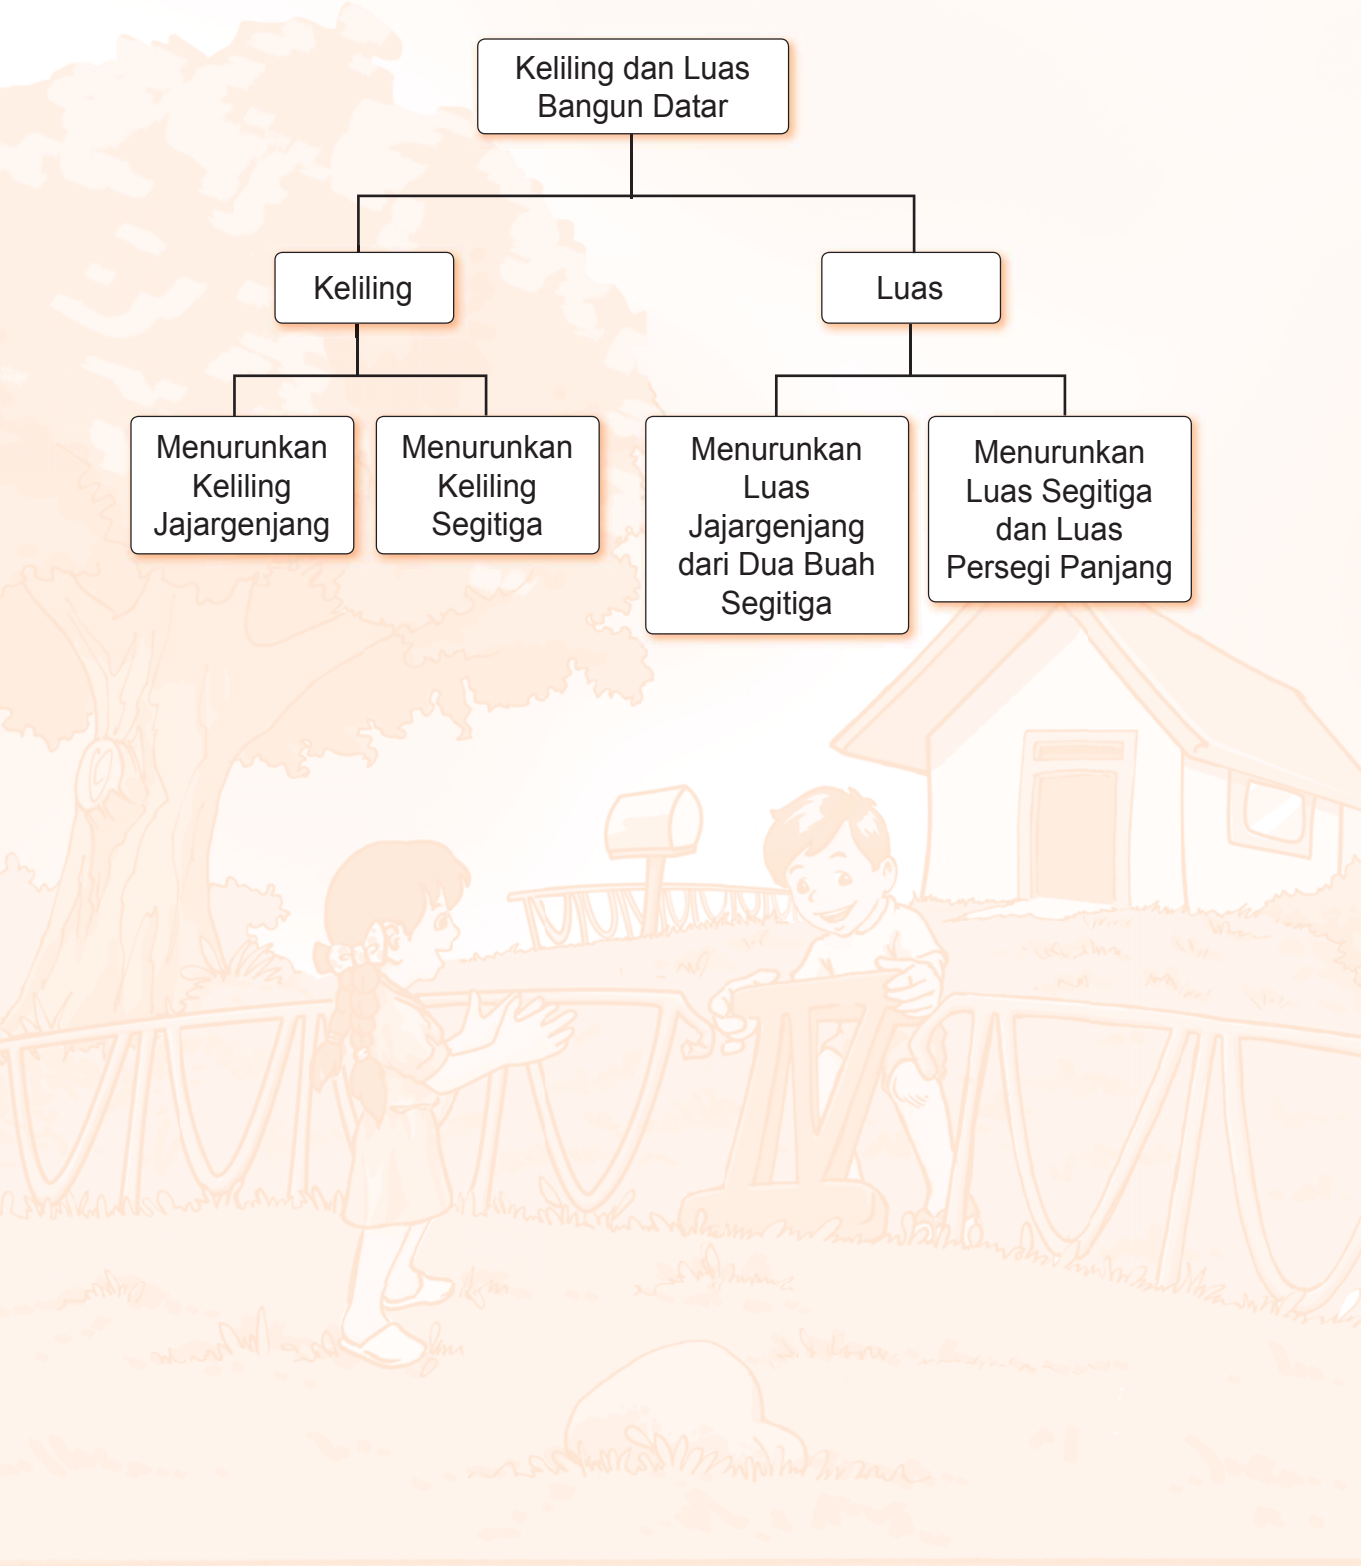 Keliling dan Luas
Bangun Datar
Keliling
Luas
Menurunkan
Keliling
Jajargenjang
Menurunkan
Keliling
Segitiga
Menurunkan
Luas
Jajargenjang
dari Dua Buah
Segitiga
Menurunkan
Luas Segitiga
dan Luas
Persegi Panjang